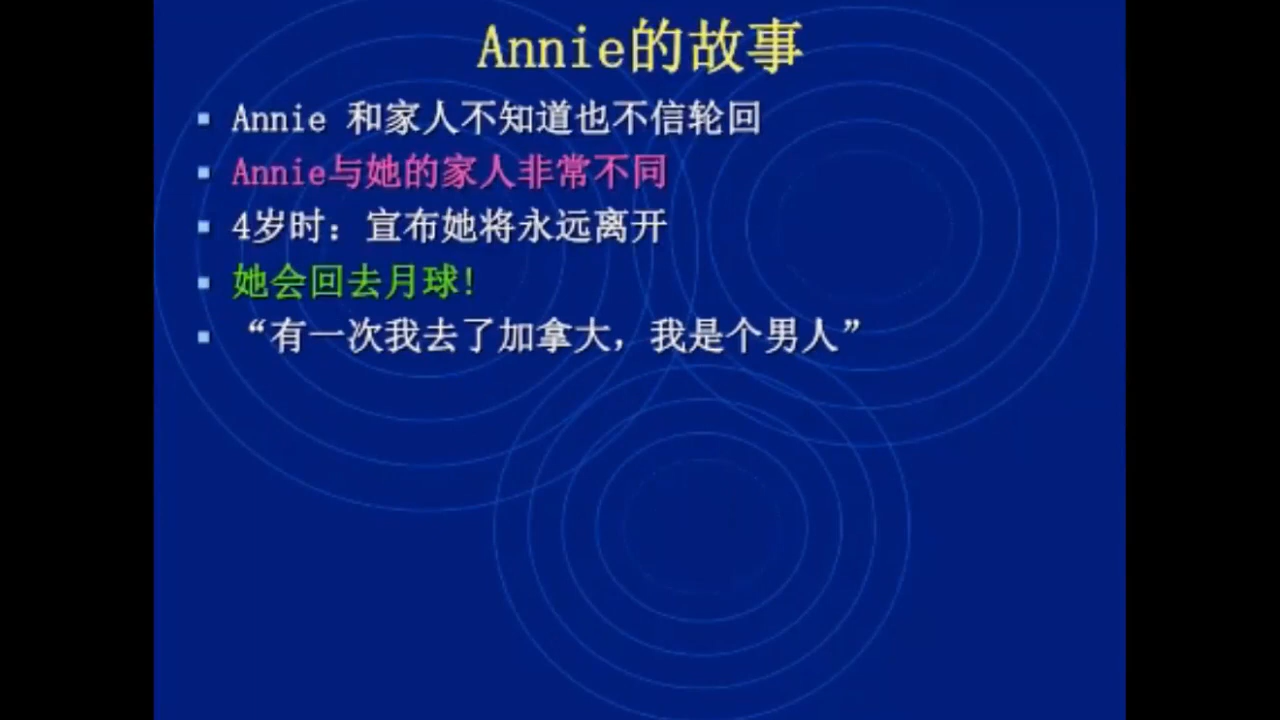 Annie的故事
Annie 和家人不知道也不信轮回
Annie与她的家人非常不同
4岁时：宣布她将永远离开
她会回去月球!
“有一次我去了加拿大，我是个男人”